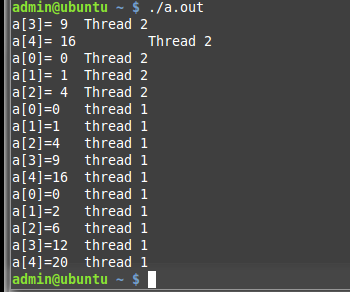 admin@ubuntu ~ $ ./a.out
a[3]= 9  Thread 2
a[4]= 16         Thread 2
a[0]= 0  Thread 2
a[1]= 1  Thread 2
a[2]= 4  Thread 2
a[0]=0   thread 1
a[1]=1   thread 1
a[2]=4   thread 1
a[3]=9   thread 1
a[4]=16  thread 1
a[0]=0   thread 1
a[1]=2   thread 1
a[2]=6   thread 1
a[3]=12  thread 1
a[4]=20  thread 1
admin@ubuntu ~ $